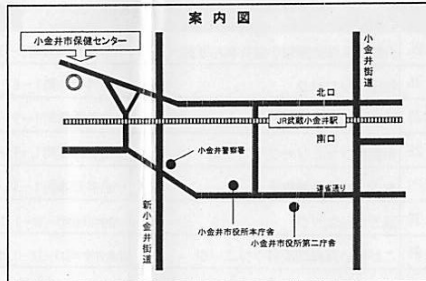 案内図
小金井市保健センター
小金井街道
北口
JR武蔵小金井駅
南口
小金井警察署
連雀通り
新小金井街道
小金井市役所本庁舎
小金井市役所第二庁舎